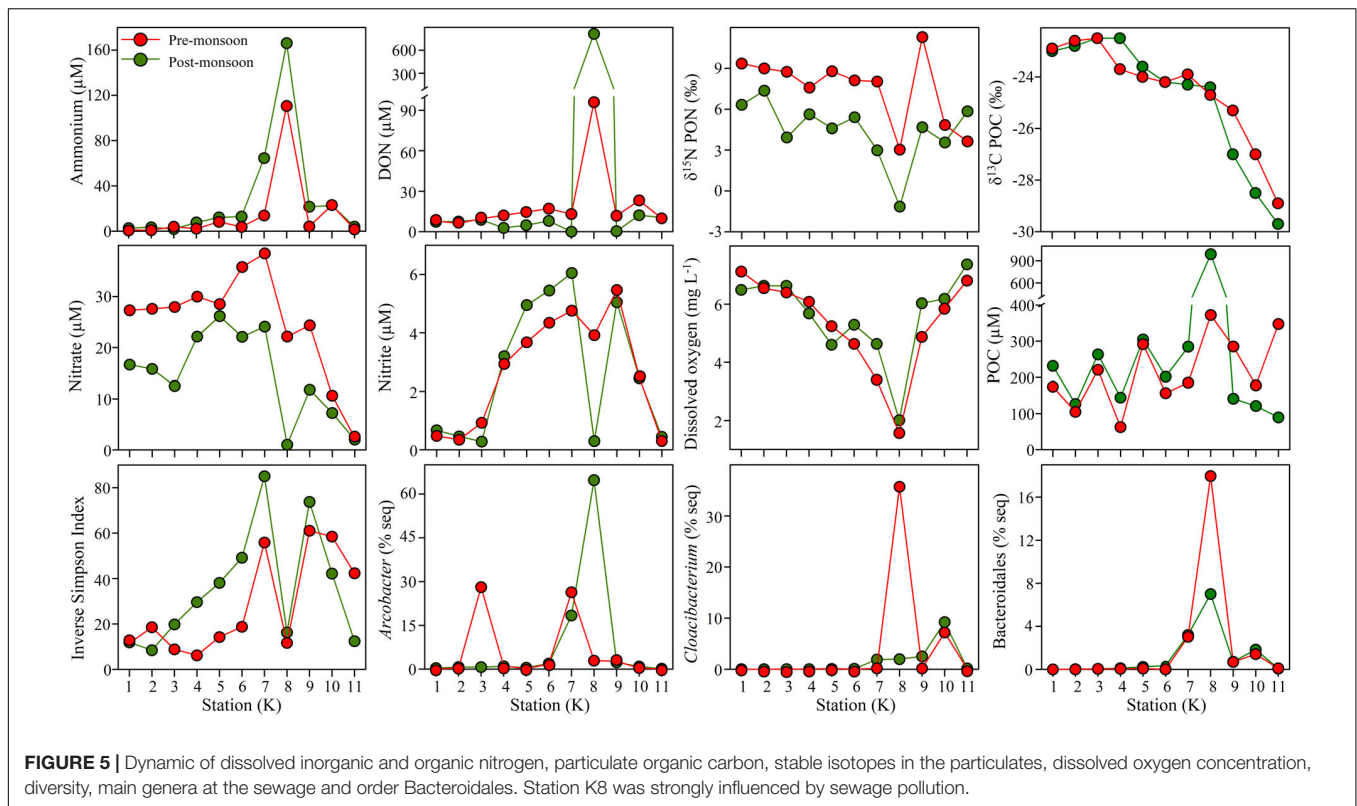 Pre-monsoon
Post-monsoon
Ammonium (µM)
160
120
80
40
0
DON (µM)
600
300
90
60
30
0
δ¹⁵N PON (‰)
9
6
3
0
-3
δ¹³C POC (‰)
-24
-26
-28
-30
Nitrate (µM)
30
20
10
0
Nitrite (µM)
6
4
2
0
Dissolved oxygen (mg L⁻¹)
6
4
2
POC (µM)
900
600
400
300
200
100
0
Inverse Simpson Index
80
60
40
20
0
1 2 3 4 5 6 7 8 9 10 11
Station (K)
Arcobacter (% seq)
60
45
30
15
0
1 2 3 4 5 6 7 8 9 10 11
Station (K)
Cloacibacterium (% seq)
30
20
10
0
1 2 3 4 5 6 7 8 9 10 11
Station (K)
Bacteroidales (% seq)
16
12
8
4
0
1 2 3 4 5 6 7 8 9 10 11
Station (K)
FIGURE 5 | Dynamic of dissolved inorganic and organic nitrogen, particulate organic carbon, stable isotopes in the particulates, dissolved oxygen concentration,
diversity, main genera at the sewage and order Bacteroidales. Station K8 was strongly influenced by sewage pollution.